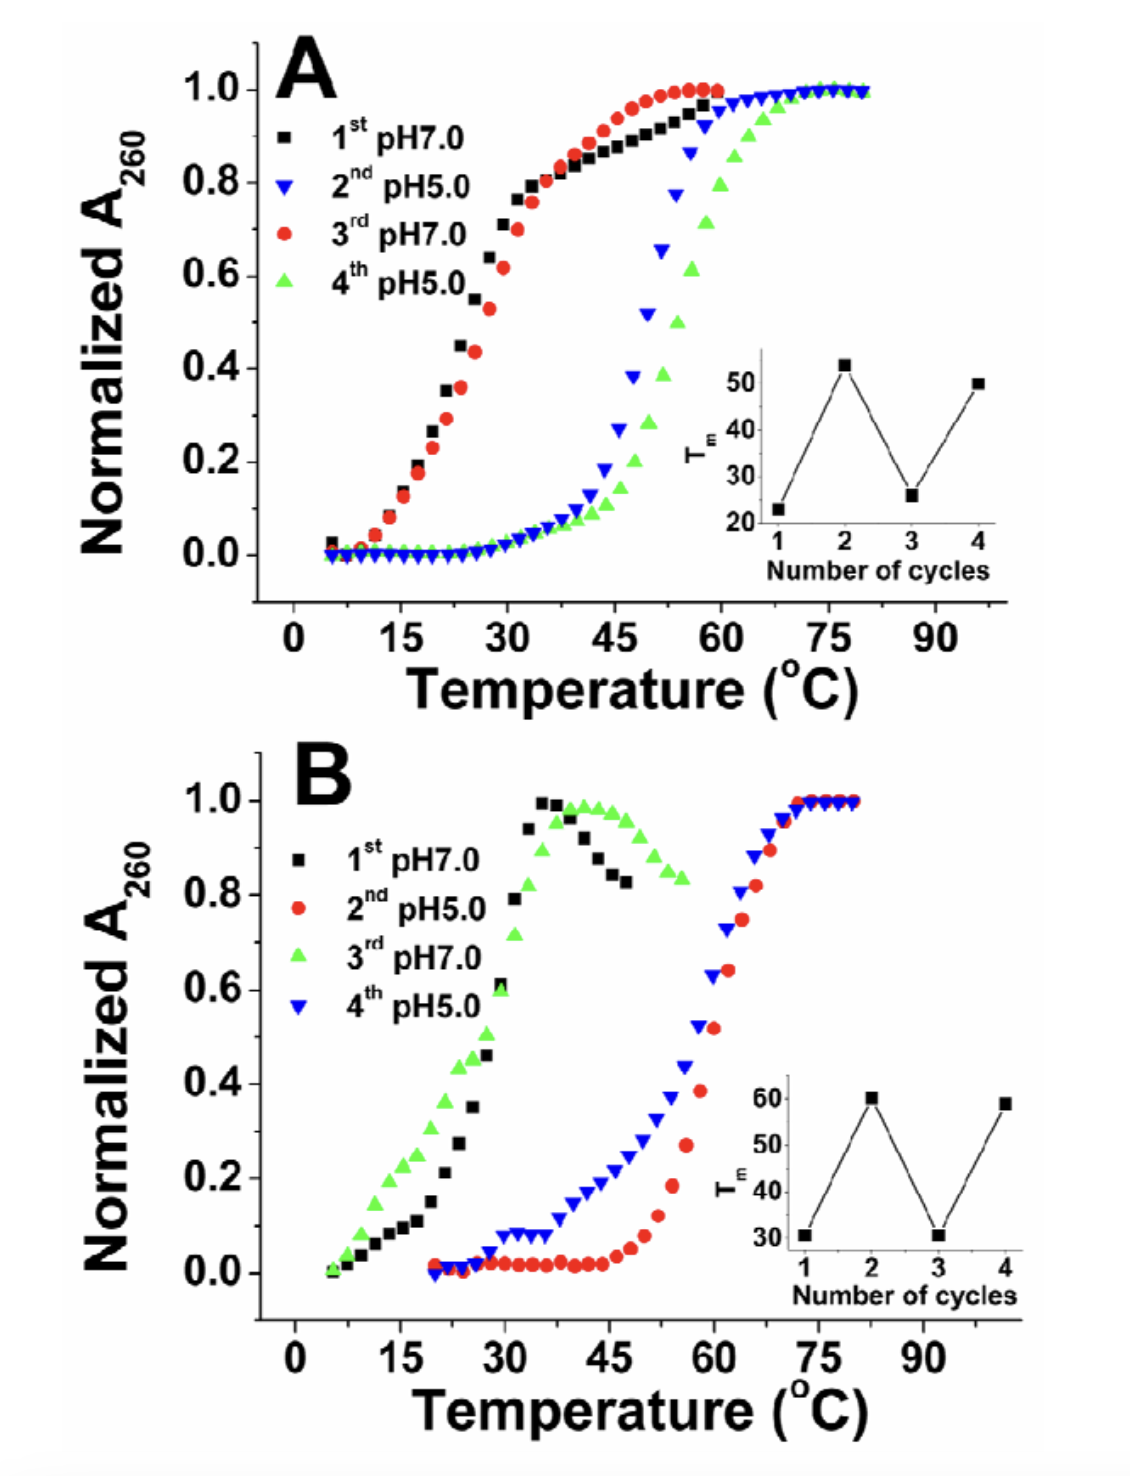 A
1.0
0.8
0.6
0.4
0.2
0.0
Normalized A260
1st pH7.0
2nd pH5.0
3rd pH7.0
4th pH5.0
50
40
30
20
Tm
1 2 3 4
Number of cycles
0 15 30 45 60 75 90
Temperature (oC)
B
1.0
0.8
0.6
0.4
0.2
0.0
Normalized A260
1st pH7.0
2nd pH5.0
3rd pH7.0
4th pH5.0
60
50
40
30
Tm
1 2 3 4
Number of cycles
0 15 30 45 60 75 90
Temperature (oC)